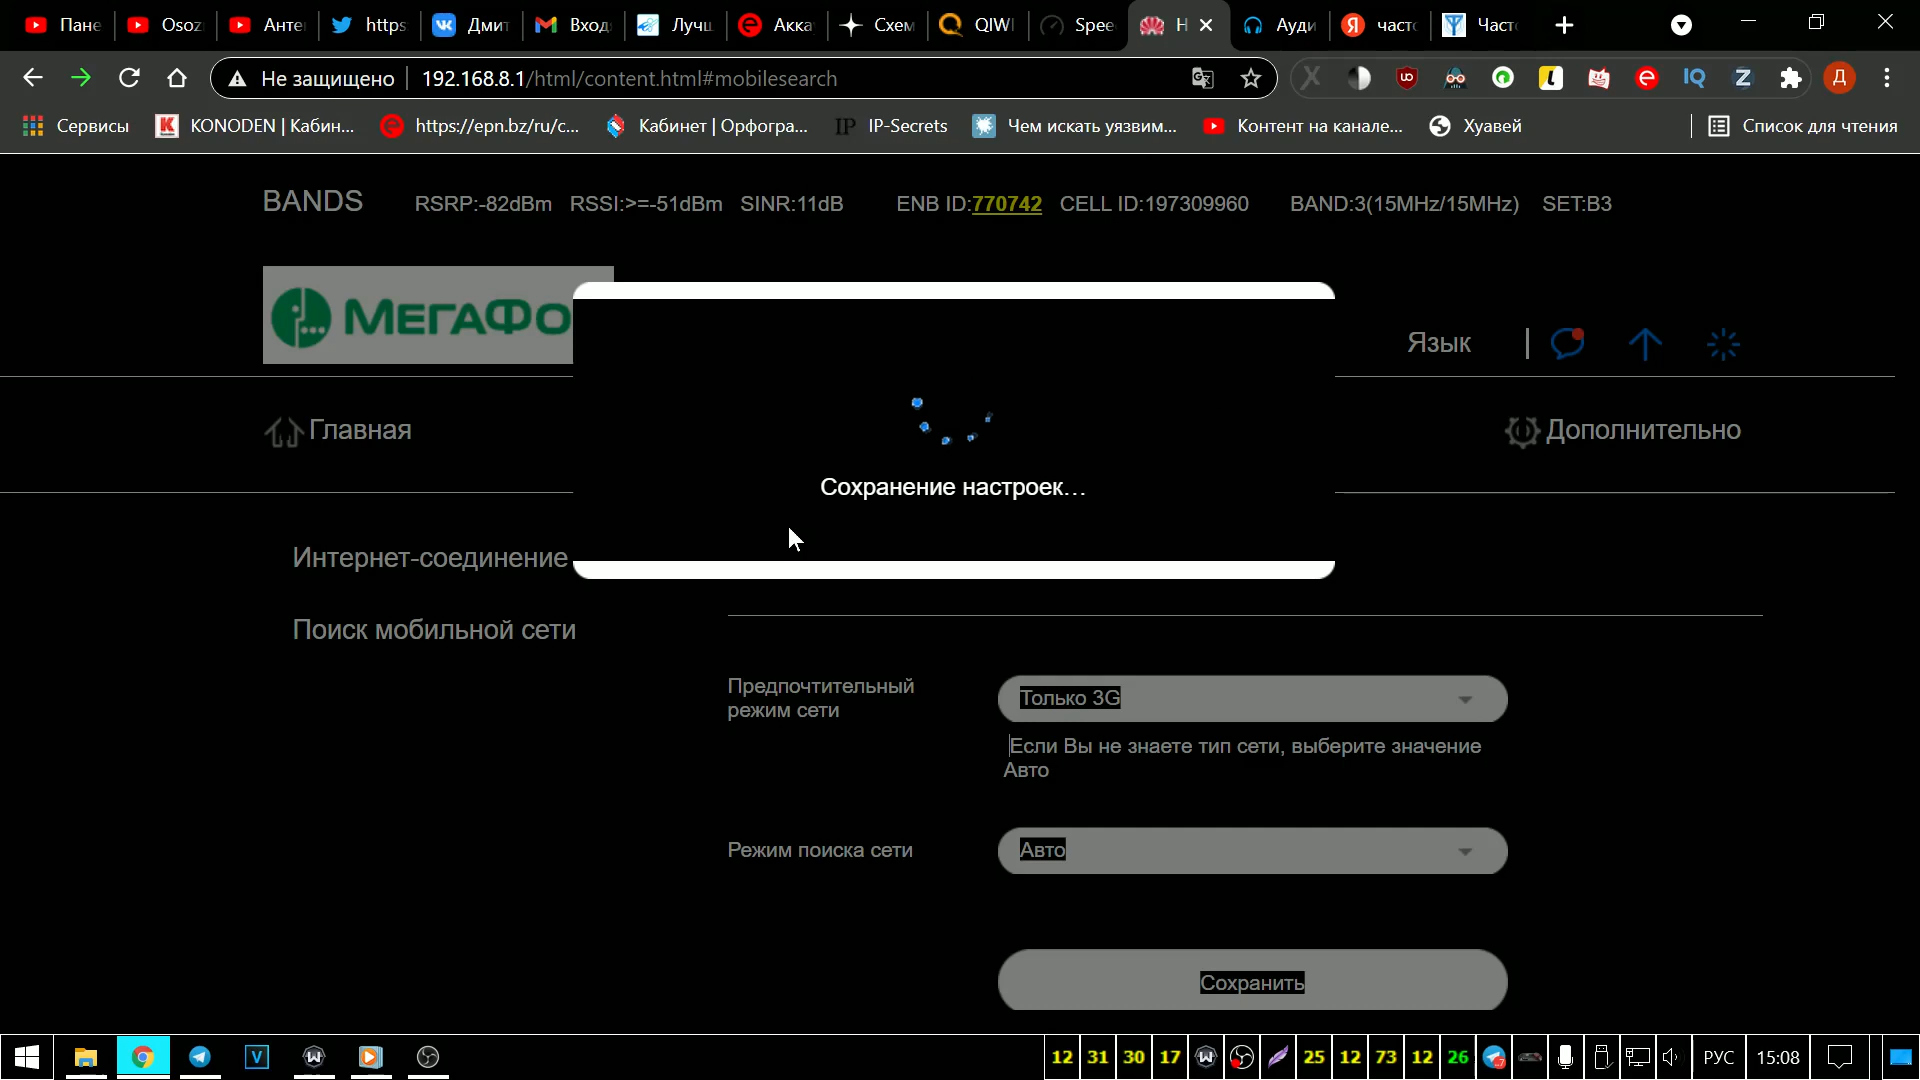 Пане
Osoz
Анте
https
Дмит
Вход
Лучш
Акка
Схем
QIWI
Spee
Н
Ауди
часто
Часто
Не защищено
192.168.8.1/html/content.html#mobilesearch
Д
Сервисы
KONODEN | Кабин...
https://epn.bz/ru/c...
Кабинет | Орфогра...
IP-Secrets
Чем искать уязвим...
Контент на канале...
Хуавей
Список для чтения
BANDS RSRP:-82dBm RSSI:>=-51dBm SINR:11dB ENB ID:770742 CELL ID:197309960 BAND:3(15MHz/15MHz) SET:B3
МЕГАФО
Язык
Главная
Дополнительно
Сохранение настроек...
Интернет-соединение
Поиск мобильной сети
Предпочтительный
режим сети
Только 3G
Если Вы не знаете тип сети, выберите значение
Авто
Режим поиска сети
Авто
Сохранить
12 31 30 17 25 12 73 12 26 РУС 15:08